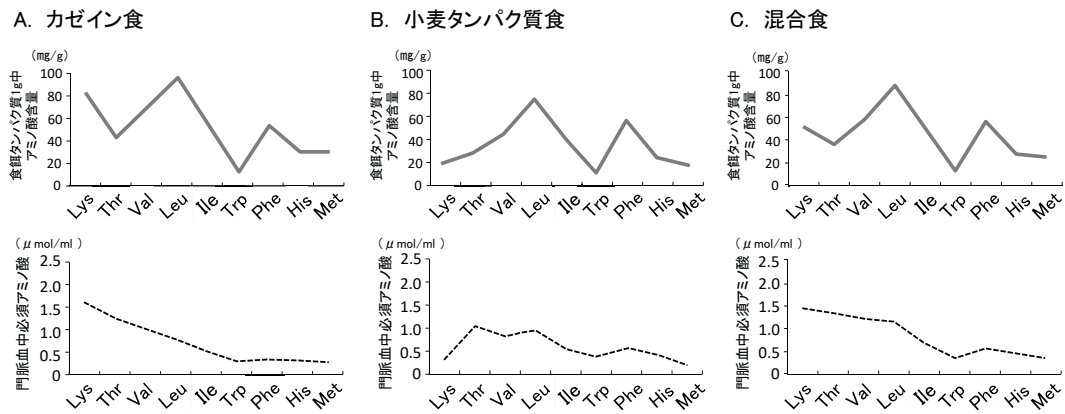 A. カゼイン食
(mg/g)
食餌タンパク質1g中
アミノ酸含量
100
80
60
40
20
0
Lys Thr Val Leu Ile Trp Phe His Met
(μ mol/ml)
門脈血中必須アミノ酸
2.5
2.0
1.5
1.0
0.5
0
Lys Thr Val Leu Ile Trp Phe His Met
B. 小麦タンパク質食
(mg/g)
食餌タンパク質1g中
アミノ酸含量
100
80
60
40
20
0
Lys Thr Val Leu Ile Trp Phe His Met
(μ mol/ml)
門脈血中必須アミノ酸
2.5
2.0
1.5
1.0
0.5
0
Lys Thr Val Leu Ile Trp Phe His Met
C. 混合食
(mg/g)
食餌タンパク質1g中
アミノ酸含量
100
80
60
40
20
0
Lys Thr Val Leu Ile Trp Phe His Met
(μ mol/ml)
門脈血中必須アミノ酸
2.5
2.0
1.5
1.0
0.5
0
Lys Thr Val Leu Ile Trp Phe His Met